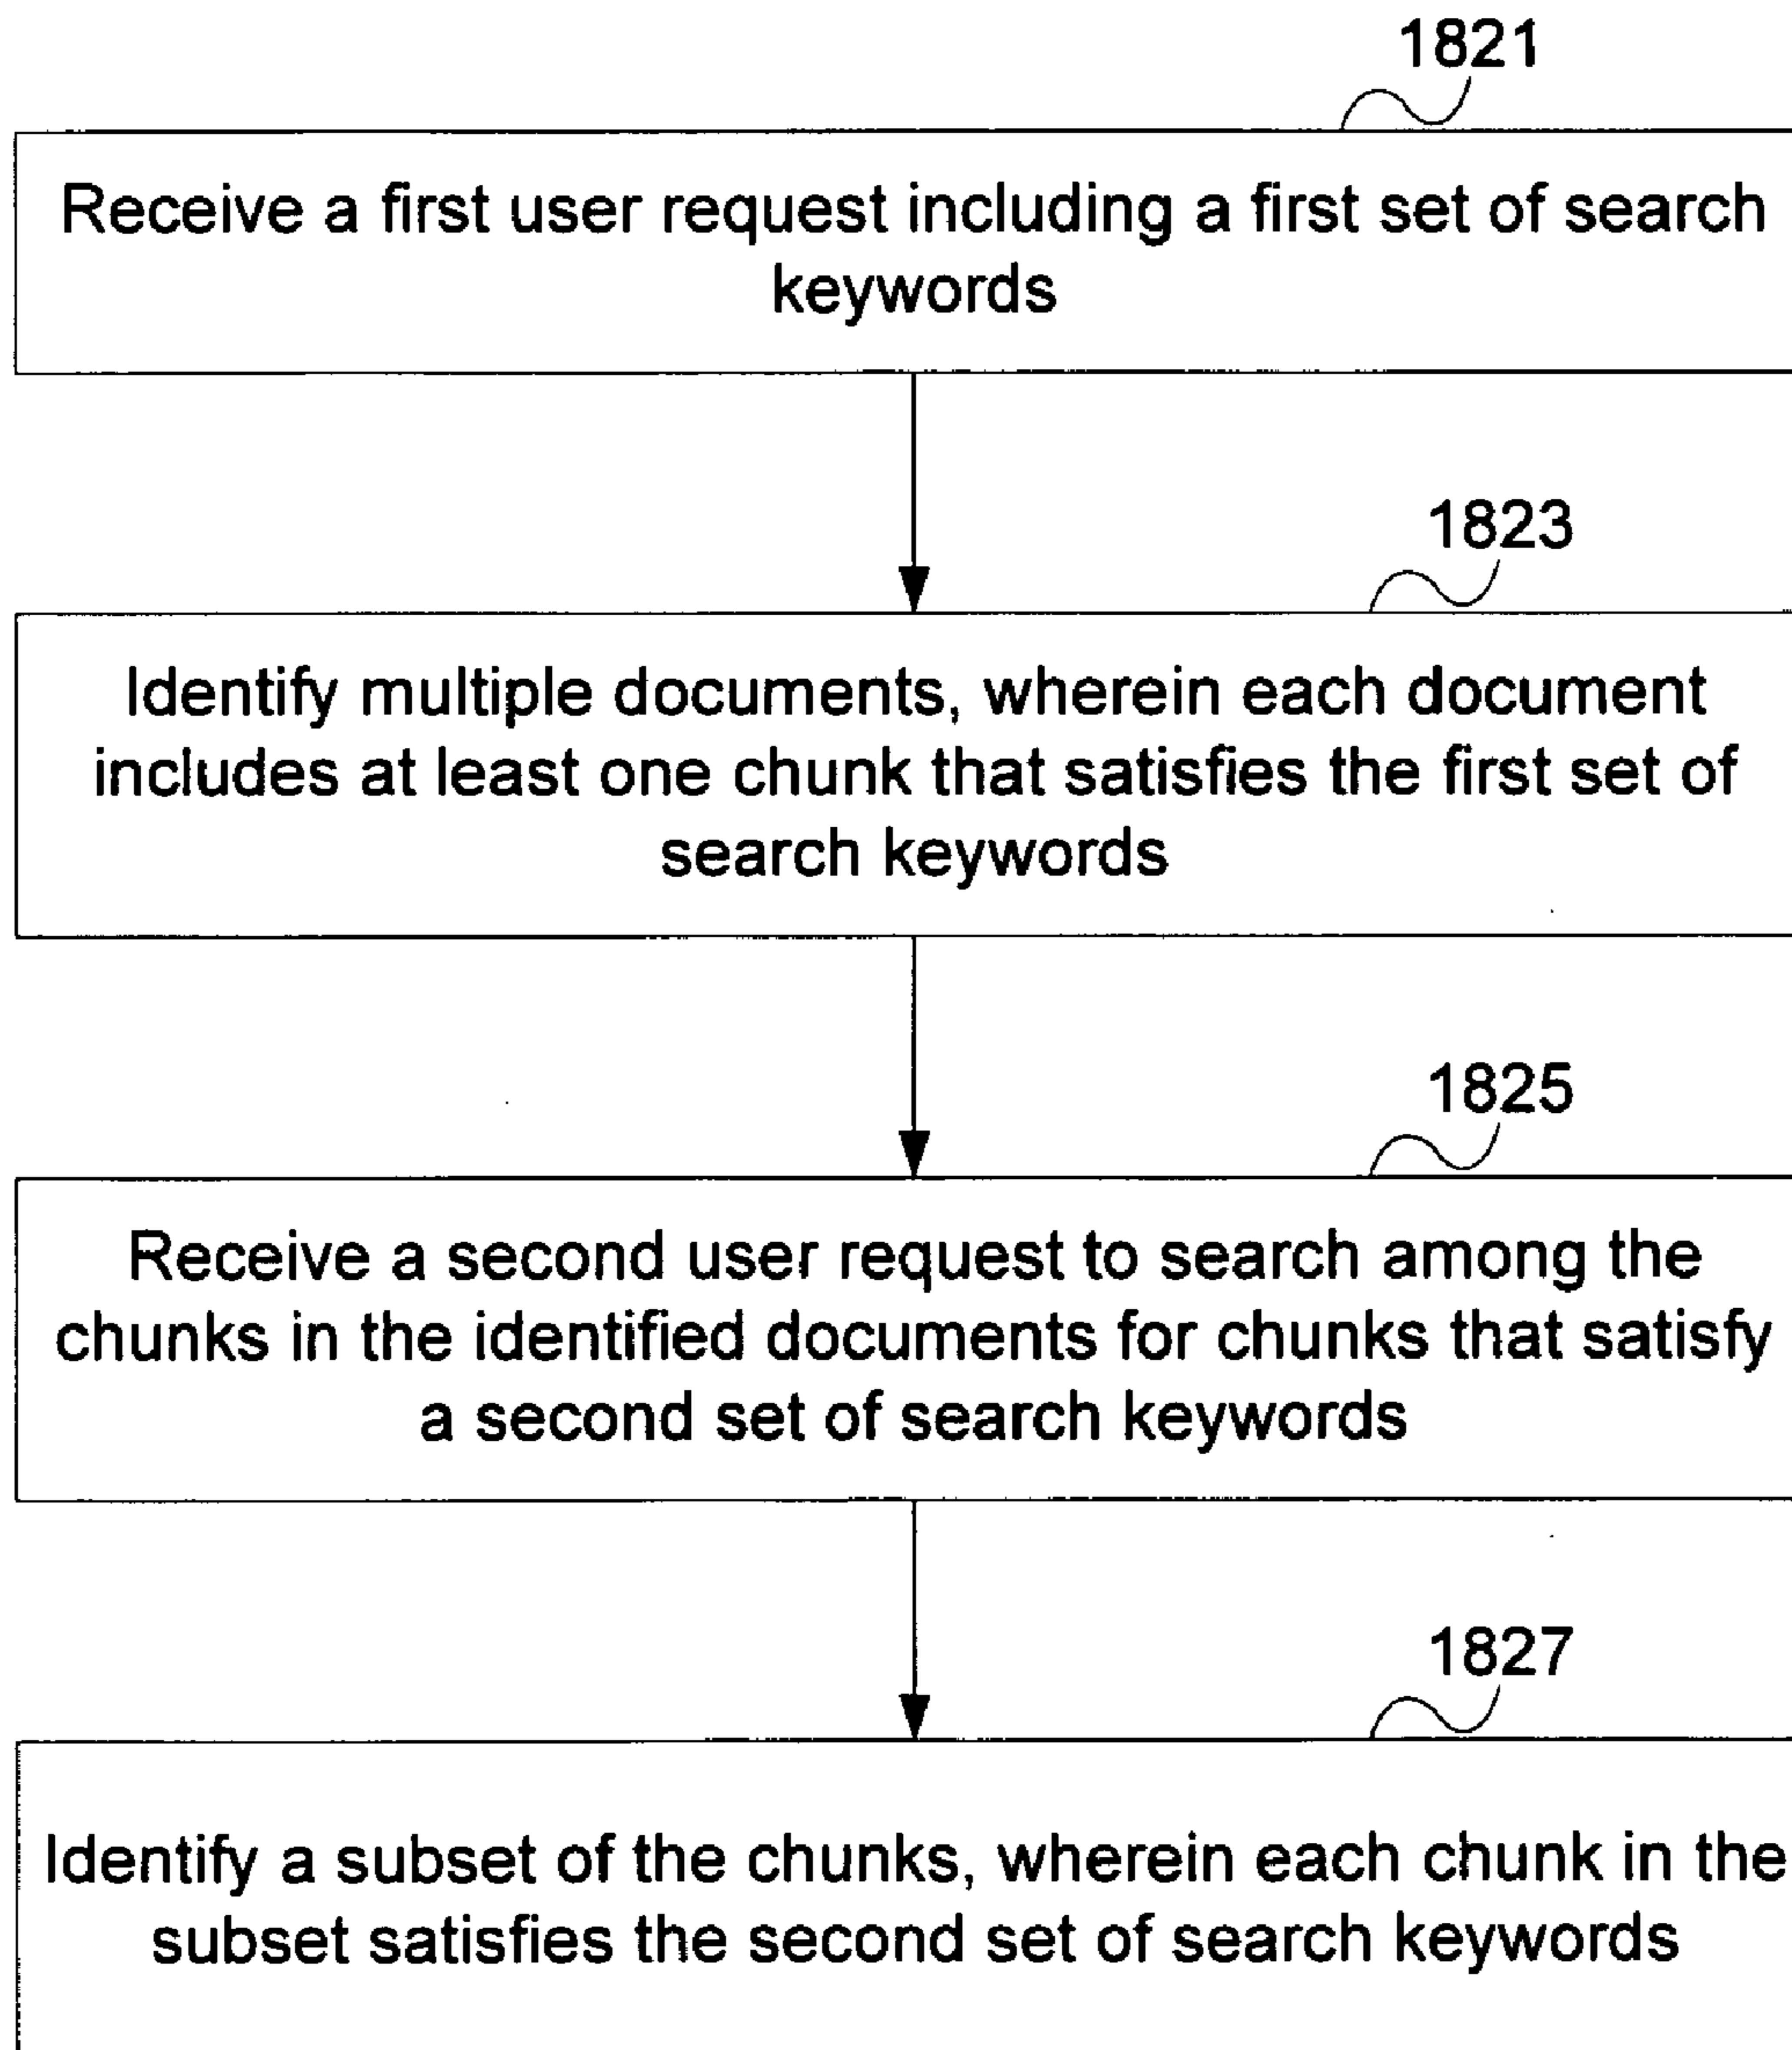 1821
Receive a first user request including a first set of search
keywords
1823
Identify multiple documents, wherein each document
includes at least one chunk that satisfies the first set of
search keywords
1825
Receive a second user request to search among the
chunks in the identified documents for chunks that satisfy
a second set of search keywords
1827
Identify a subset of the chunks, wherein each chunk in the
subset satisfies the second set of search keywords